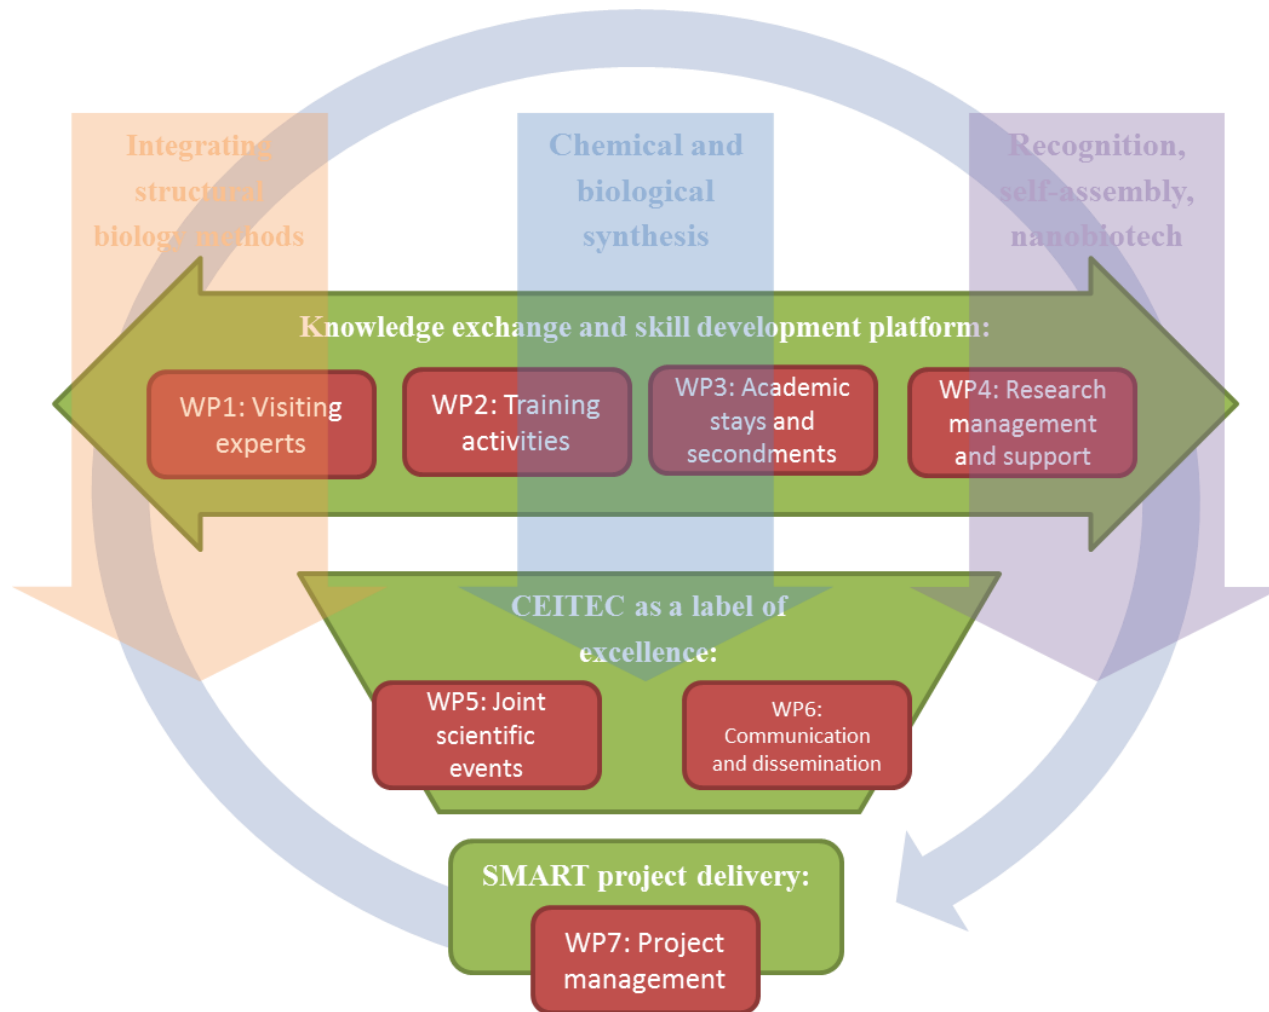 Integrating
structural
biology methods
Chemical and
biological
synthesis
Recognition,
self-assembly,
nanobiotech
Knowledge exchange and skill development platform:
WP1: Visiting
experts
WP2: Training
activities
WP3: Academic
stays and
secondments
WP4: Research
management
and support
CEITEC as a label of
excellence:
WP5: Joint
scientific
events
WP6:
Communication
and dissemination
SMART project delivery:
WP7: Project
management